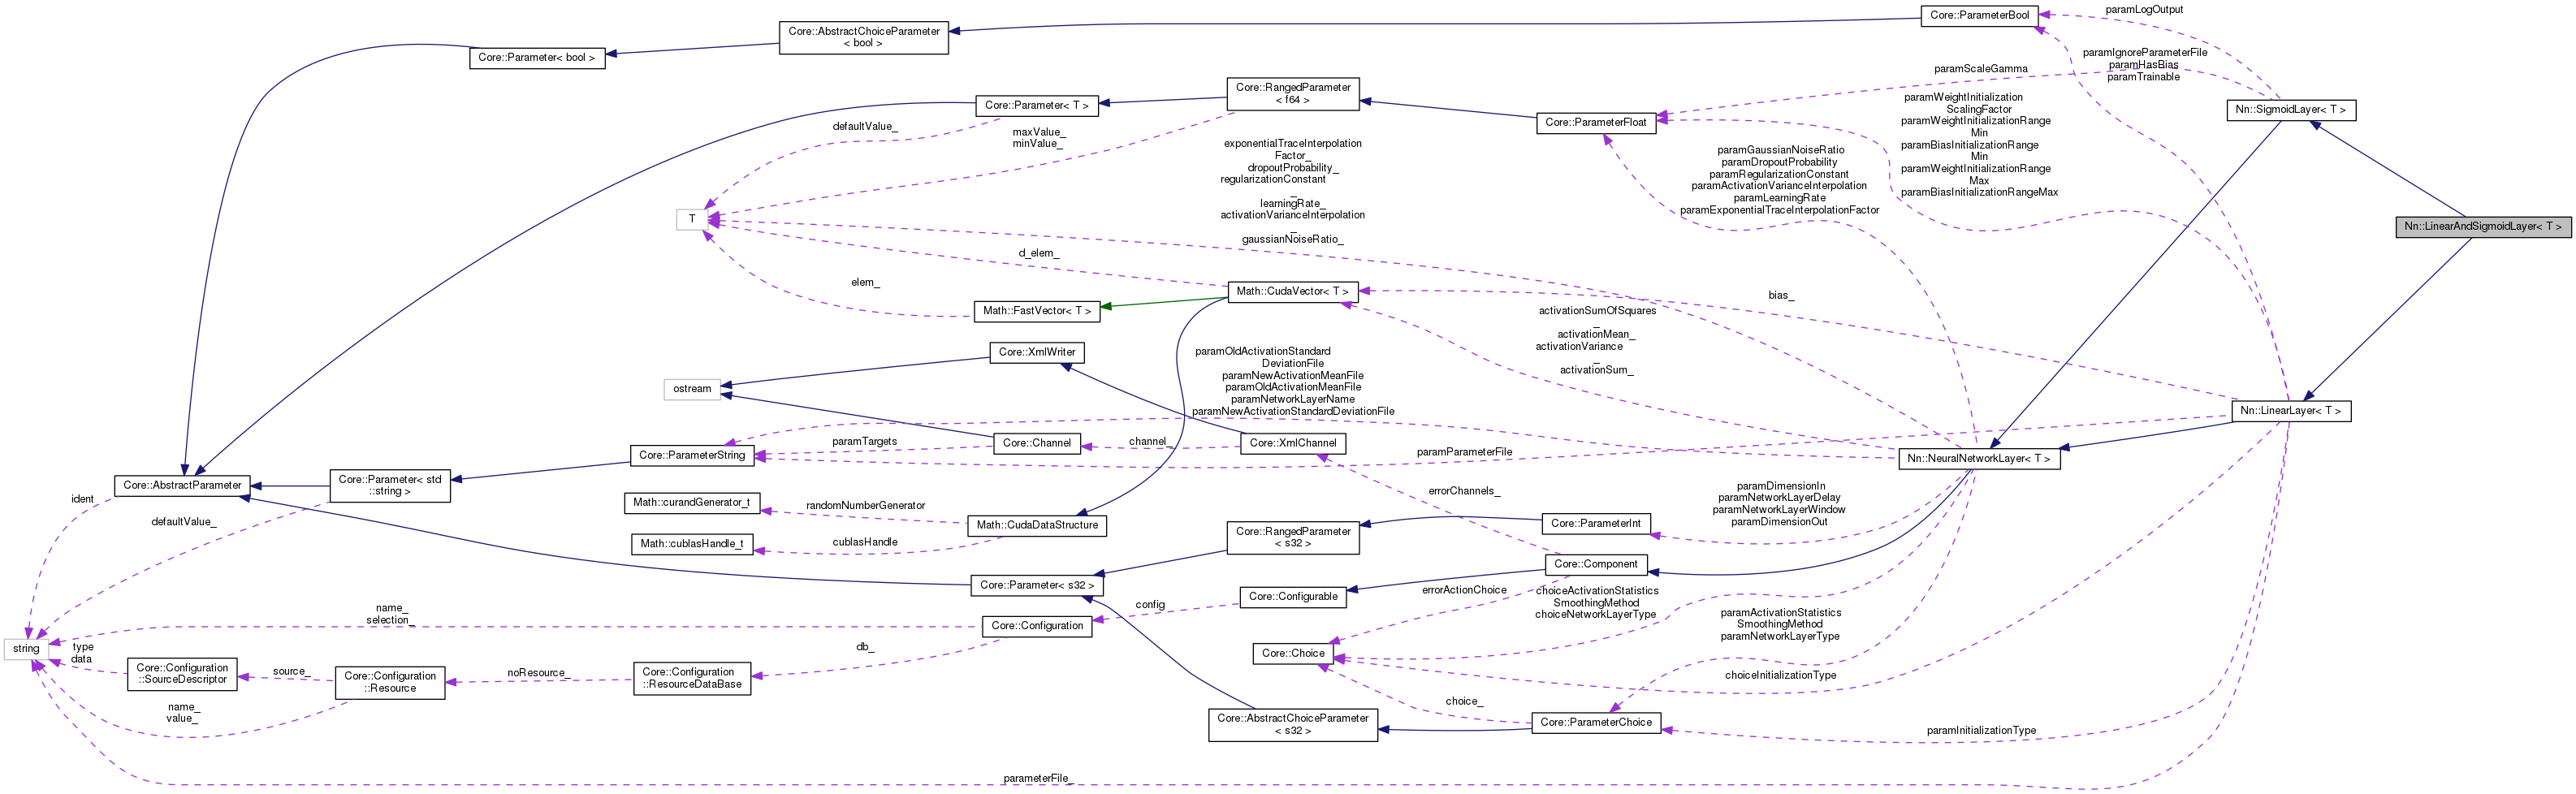 Core::ParameterBool
paramLogOutput
Core::AbstractChoiceParameter
< bool >
Core::Parameter< bool >
paramIgnoreParameterFile
paramHasBias
paramTrainable
paramScaleGamma
Core::RangedParameter
< f64 >
Core::Parameter< T >
Core::ParameterFloat
Nn::SigmoidLayer< T >
defaultValue_
maxValue_
minValue_
paramWeightInitialization
ScalingFactor
paramWeightInitializationRange
Min
paramBiasInitializationRange
Min
paramWeightInitializationRange
Max
paramBiasInitializationRangeMax
exponentialTraceInterpolation
Factor_
dropoutProbability_
regularizationConstant
_
learningRate_
activationVarianceInterpolation
_
gaussianNoiseRatio_
paramGaussianNoiseRatio
paramDropoutProbability
paramRegularizationConstant
paramActivationVarianceInterpolation
paramLearningRate
paramExponentialTraceInterpolationFactor
T
Nn::LinearAndSigmoidLayer< T >
d_elem_
elem_
Math::CudaVector< T >
Math::FastVector< T >
bias_
activationSumOfSquares
_
activationMean_
activationVariance
_
activationSum_
Core::XmlWriter
ostream
paramOldActivationStandard
DeviationFile
paramNewActivationMeanFile
paramOldActivationMeanFile
paramNetworkLayerName
paramNewActivationStandardDeviationFile
Nn::LinearLayer< T >
Core::Channel
paramTargets
channel_
Core::XmlChannel
Core::ParameterString
paramParameterFile
Nn::NeuralNetworkLayer< T >
Core::AbstractParameter
Core::Parameter< std
::string >
ident
defaultValue_
errorChannels_
paramDimensionIn
paramNetworkLayerDelay
paramNetworkLayerWindow
paramDimensionOut
Math::curandGenerator_t
randomNumberGenerator
Math::CudaDataStructure
Math::cublasHandle_t
cublasHandle
Core::RangedParameter
< s32 >
Core::ParameterInt
Core::Component
Core::Parameter< s32 >
Core::Configurable
config
errorActionChoice
choiceActivationStatistics
SmoothingMethod
choiceNetworkLayerType
paramActivationStatistics
SmoothingMethod
paramNetworkLayerType
name_
selection_
Core::Configuration
string
type
data
Core::Configuration
::SourceDescriptor
source_
Core::Configuration
::Resource
noResource_
Core::Configuration
::ResourceDataBase
db_
Core::Choice
choiceInitializationType
name_
value_
choice_
Core::AbstractChoiceParameter
< s32 >
Core::ParameterChoice
paramInitializationType
parameterFile_